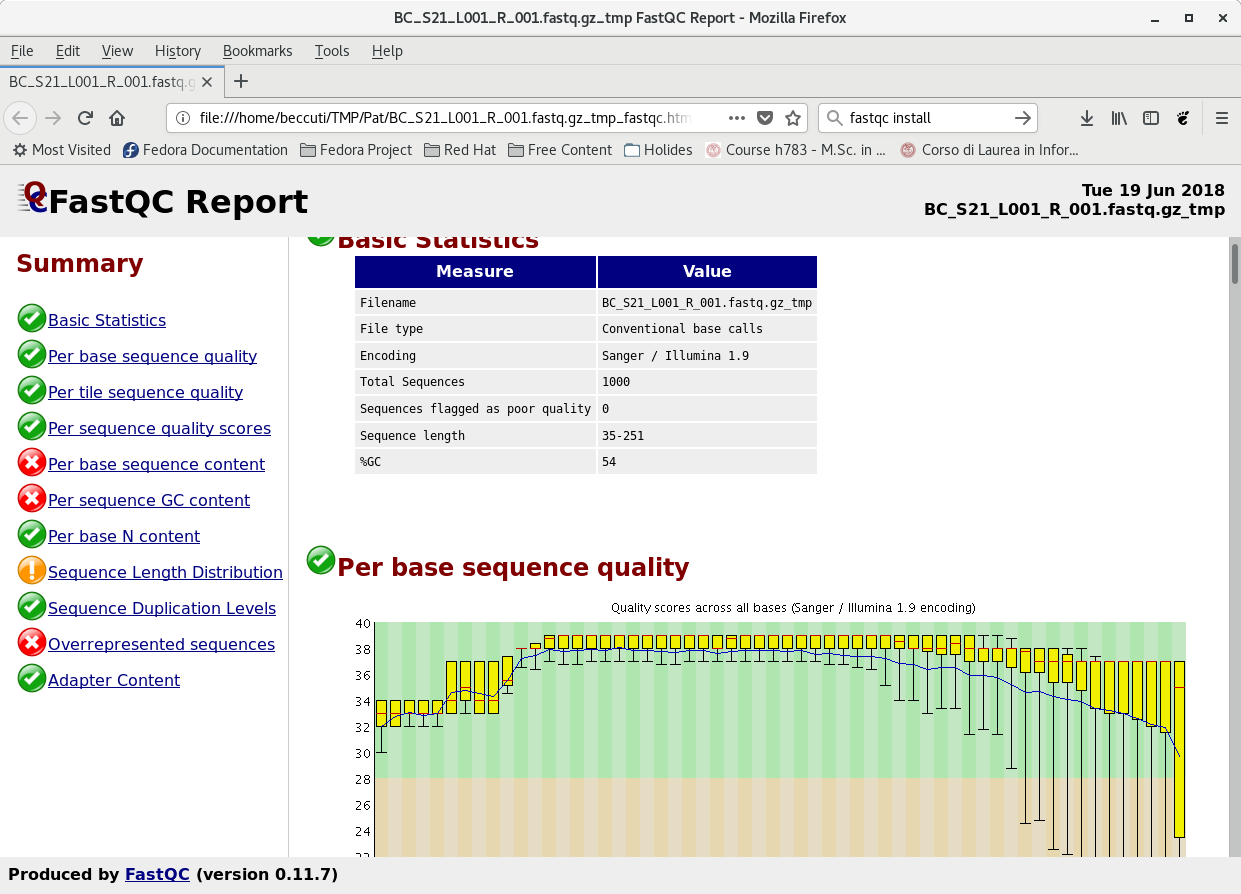 BC_S21_L001_R_001.fastq.gz_tmp FastQC Report - Mozilla Firefox
File Edit View History Bookmarks Tools Help
BC_S21_L001_R_001.fastq.g
file:///home/beccuti/TMP/Pat/BC_S21_L001_R_001.fastq.gz_tmp_fastqc.htm
fastqc install
Most Visited Fedora Documentation Fedora Project Red Hat Free Content Holides Course h783 - M.Sc. in ... Corso di Laurea in Infor...
FastQC Report
Tue 19 Jun 2018
BC_S21_L001_R_001.fastq.gz_tmp
Summary
Basic Statistics
Per base sequence quality
Per tile sequence quality
Per sequence quality scores
Per base sequence content
Per sequence GC content
Per base N content
Sequence Length Distribution
Sequence Duplication Levels
Overrepresented sequences
Adapter Content
Basic Statistics
Measure Value
Filename BC_S21_L001_R_001.fastq.gz_tmp
File type Conventional base calls
Encoding Sanger / Illumina 1.9
Total Sequences 1000
Sequences flagged as poor quality 0
Sequence length 35-251
%GC 54
Per base sequence quality
Quality scores across all bases (Sanger / Illumina 1.9 encoding)
40
38
36
34
32
30
28
26
24
22
Produced by FastQC (version 0.11.7)